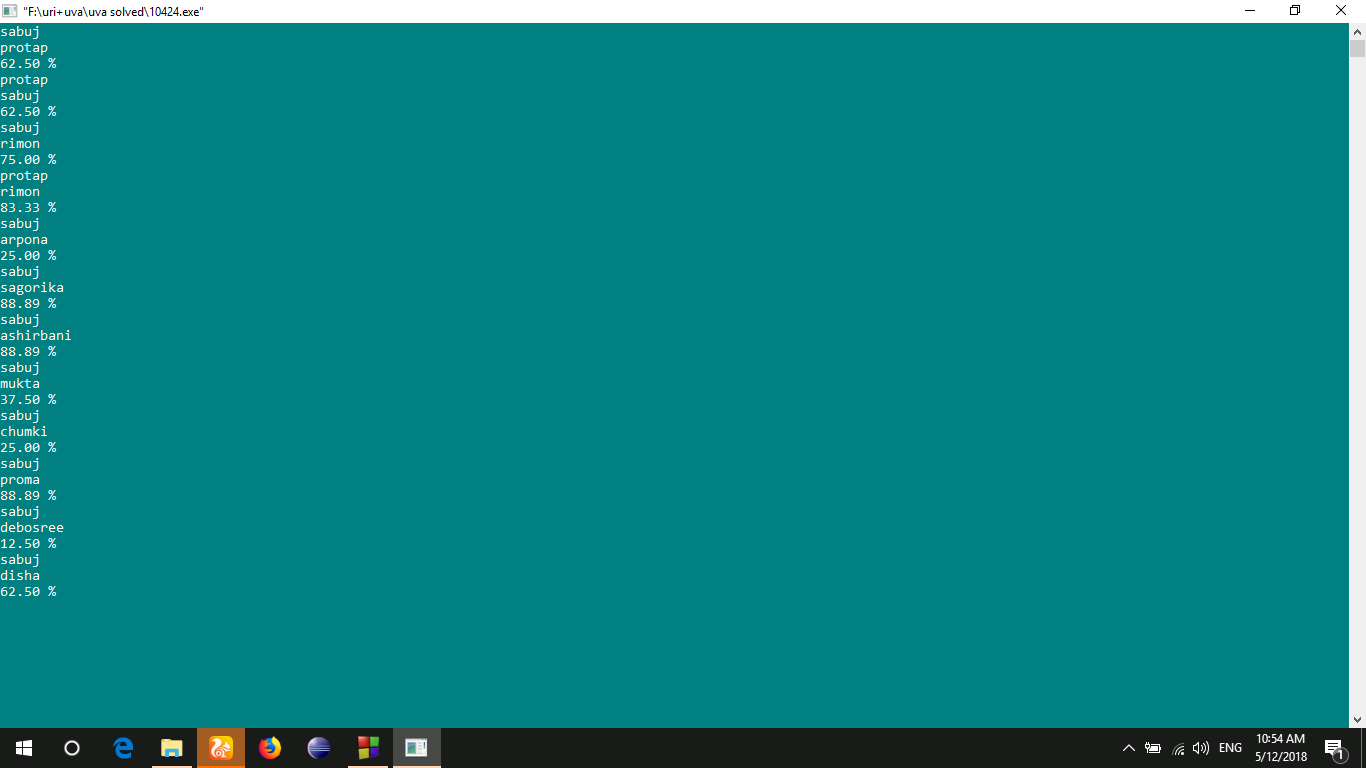 "F:\uri+uva\uva solved\10424.exe"
sabuj
protap
62.50 %
protap
sabuj
62.50 %
sabuj
rimon
75.00 %
protap
rimon
83.33 %
sabuj
arpona
25.00 %
sabuj
sagorika
88.89 %
sabuj
ashirbani
88.89 %
sabuj
mukta
37.50 %
sabuj
chumki
25.00 %
sabuj
proma
88.89 %
sabuj
debosree
12.50 %
sabuj
disha
62.50 %
ENG
10:54 AM
5/12/2018
1